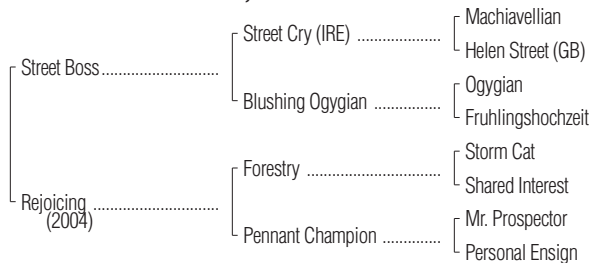 Machiavellian
Street Cry (IRE) ..................
Helen Street (GB)
Street Boss.........................
Ogygian
Blushing Ogygian ................
Fruhlingshochzeit
Storm Cat
Forestry ............................
Shared Interest
Rejoicing ..........................
(2004)
Mr. Prospector
Pennant Champion ..............
Personal Ensign